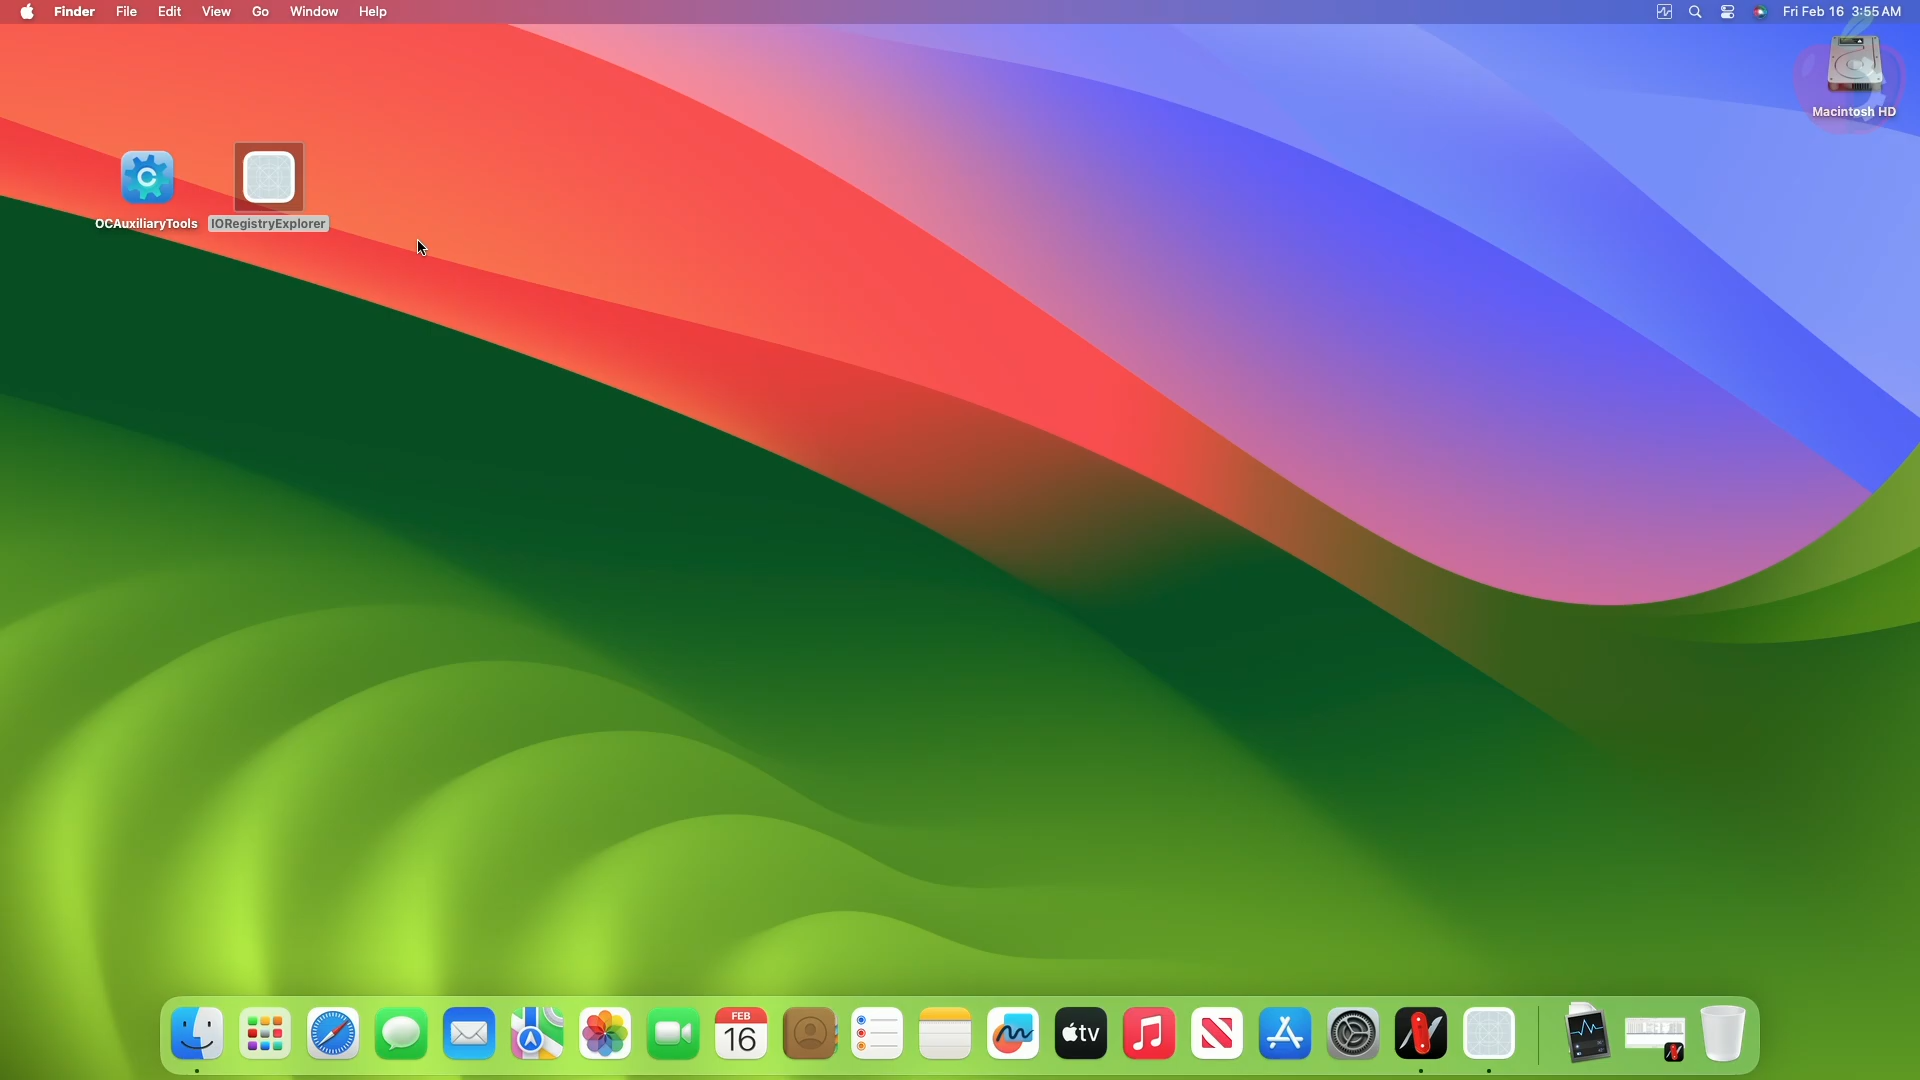 Finder File Edit View Go Window Help Fri Feb 16 3:55 AM
Macintosh HD
OCAuxiliaryTools IORegistryExplorer
FEB
16
tv